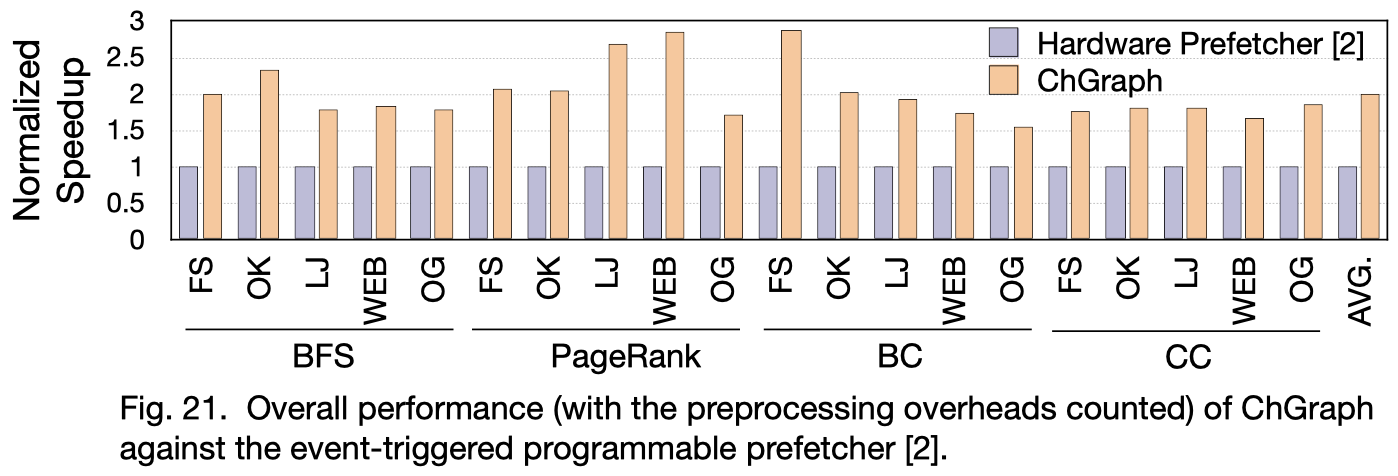 3
2.5
2
1.5
1
0.5
0
Normalized
Speedup
Hardware Prefetcher [2]
ChGraph
FS OK LJ WEB OG FS OK LJ WEB OG FS OK LJ WEB OG FS OK LJ WEB OG AVG.
BFS PageRank BC CC
Fig. 21. Overall performance (with the preprocessing overheads counted) of ChGraph
against the event-triggered programmable prefetcher [2].